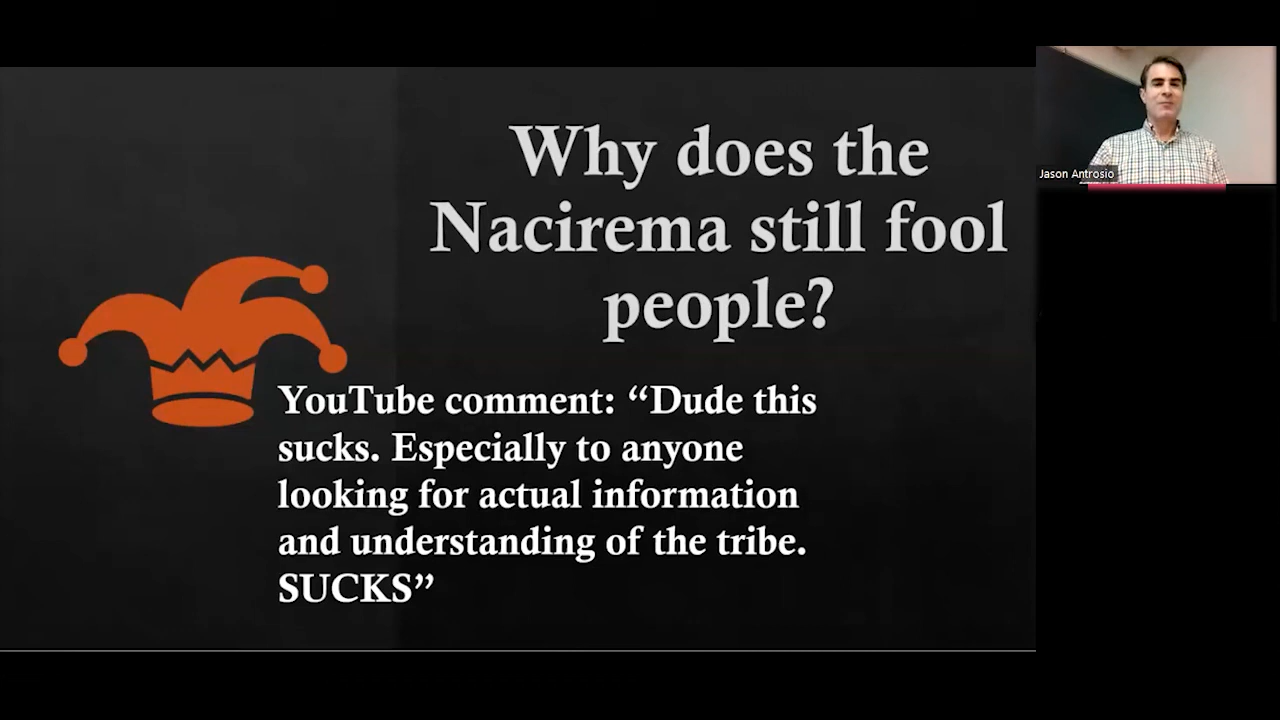 Why does the
Nacirema still fool
people?
YouTube comment: “Dude this
sucks. Especially to anyone
looking for actual information
and understanding of the tribe.
SUCKS”
Jason Antrosio